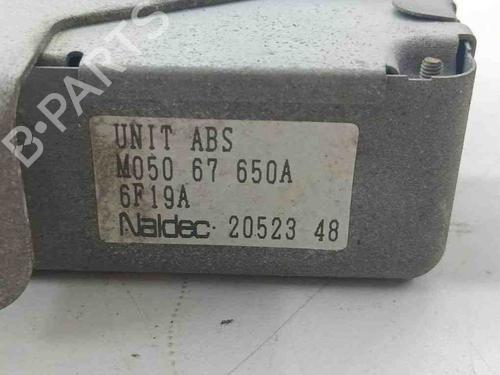 B-PARTS
UNIT ABS
M050 67 650A
6F19A
Naldec 20523 48